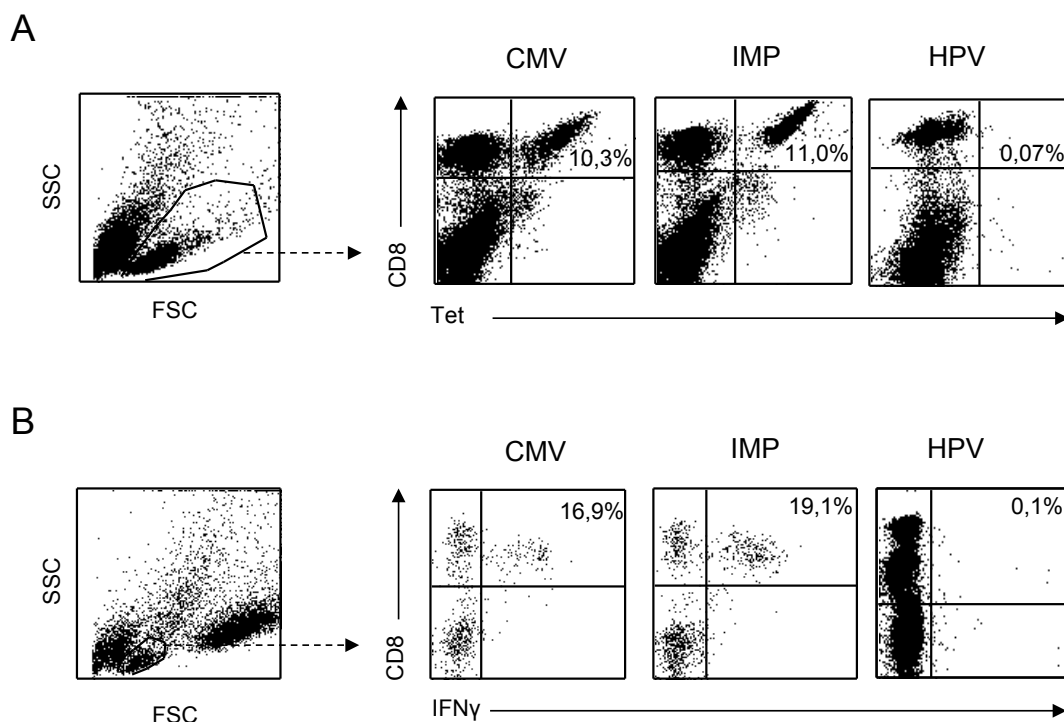 A
CMV IMP HPV
SSC
FSC
CD8
10,3% 11,0% 0,07%
Tet
B
CMV IMP HPV
SSC
FSC
CD8
16,9% 19,1% 0,1%
IFNγ